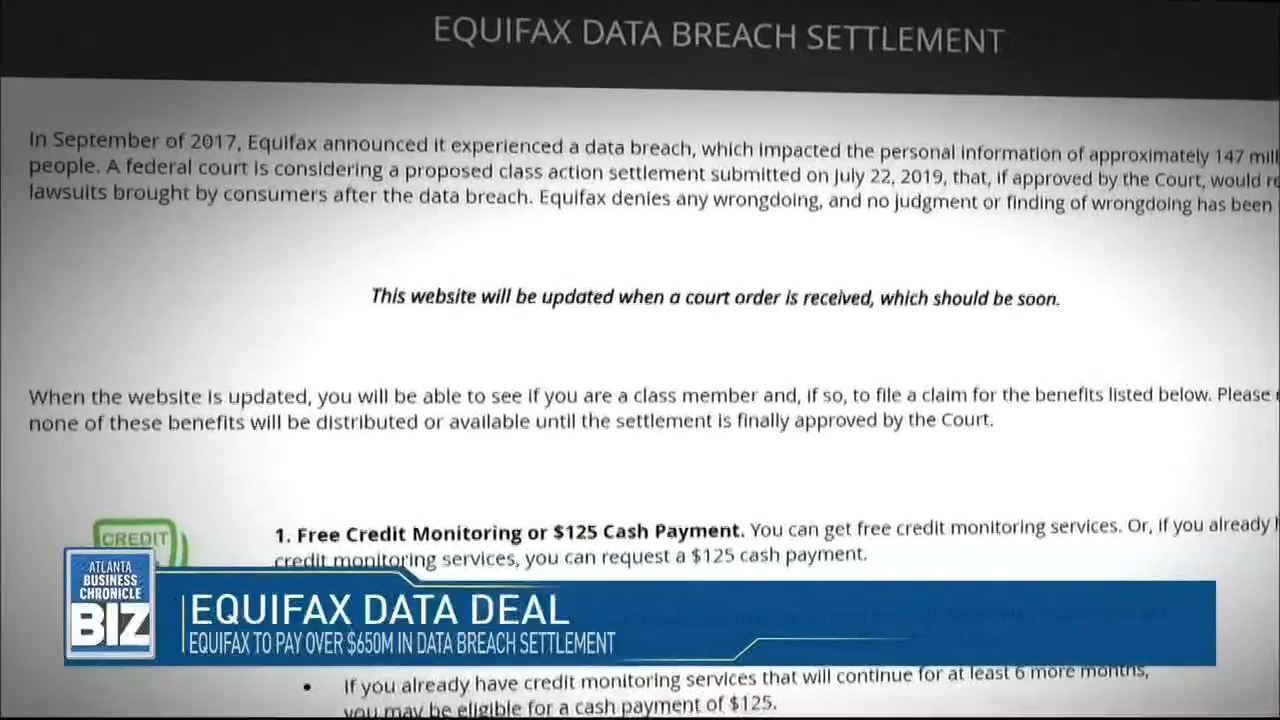 EQUIFAX DATA BREACH SETTLEMENT
In September of 2017, Equifax announced it experienced a data breach, which impacted the personal information of approximately 147 mill
people. A federal court is considering a proposed class action settlement submitted on July 22, 2019, that, if approved by the Court, would re
lawsuits brought by consumers after the data breach. Equifax denies any wrongdoing, and no judgment or finding of wrongdoing has been
This website will be updated when a court order is received, which should be soon.
When the website is updated, you will be able to see if you are a class member and, if so, to file a claim for the benefits listed below. Please
none of these benefits will be distributed or available until the settlement is finally approved by the Court.
CREDIT
1. Free Credit Monitoring or $125 Cash Payment. You can get free credit monitoring services. Or, if you already
credit monitoring services, you can request a $125 cash payment.
ATLANTA
BUSINESS
CHRONICLE
BIZ
EQUIFAX DATA DEAL
EQUIFAX TO PAY OVER $650M IN DATA BREACH SETTLEMENT
• If you already have credit monitoring services that will continue for at least 6 more months,
you may be eligible for a cash payment of $125.